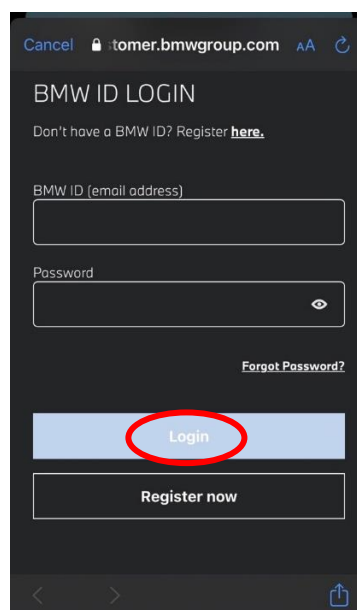 Cancel tomer.bmwgroup.com AA
BMW ID LOGIN
Don't have a BMW ID? Register here.
BMW ID (email address)
Password
Forgot Password?
Login
Register now